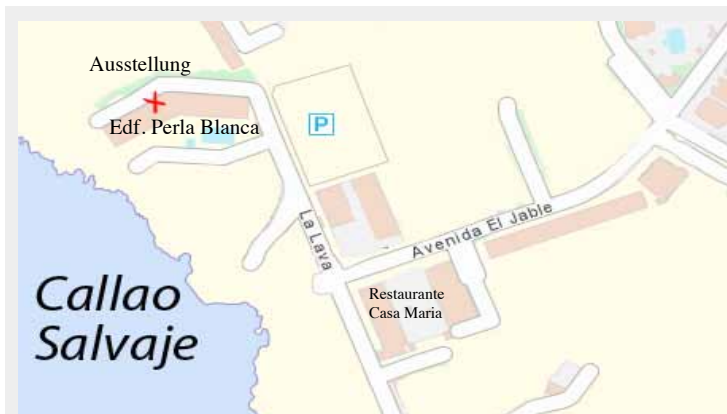 Ausstellung
Edf. Perla Blanca
P
La Lava
Avenida El Jable
Restaurante
Casa Maria
Callao
Salvaje